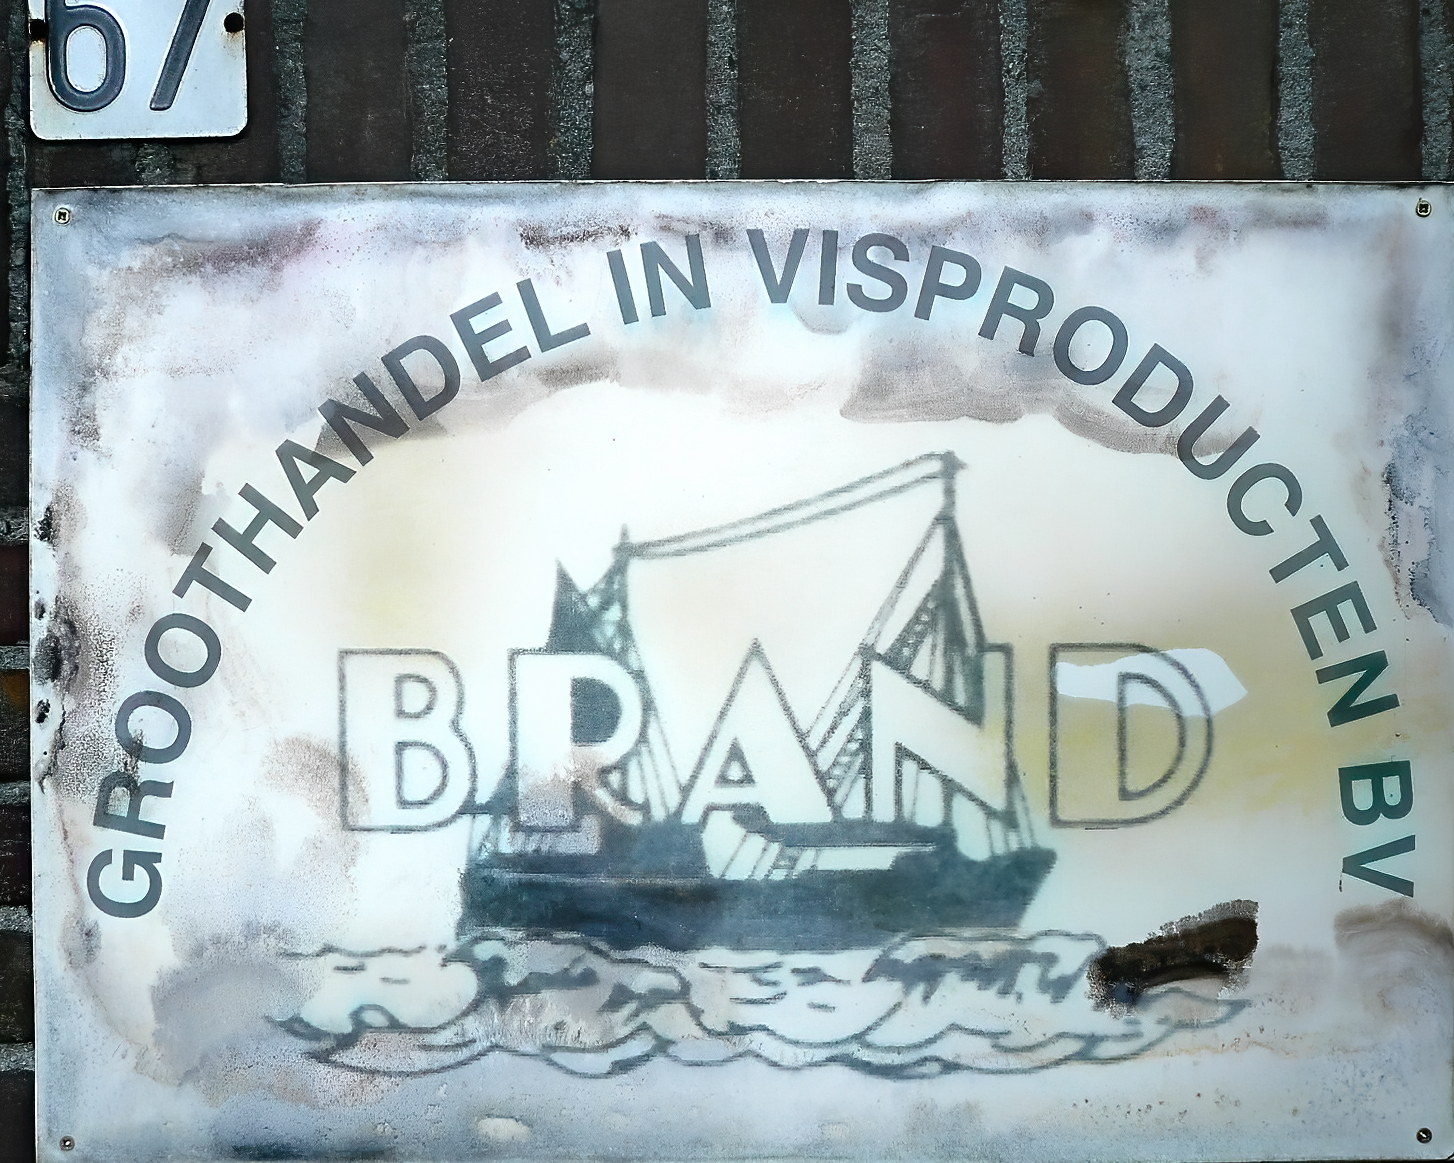 67
GROOTHANDEL IN VISPRODUCTEN BV
BRAND